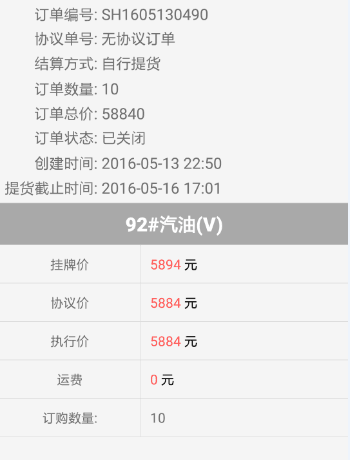 订单编号: SH1605130490
协议单号: 无协议订单
结算方式: 自行提货
订单数量: 10
订单总价: 58840
订单状态: 已关闭
创建时间: 2016-05-13 22:50
提货截止时间: 2016-05-16 17:01
92#汽油(V)
挂牌价 5894 元
协议价 5884 元
执行价 5884 元
运费 0 元
订购数量: 10